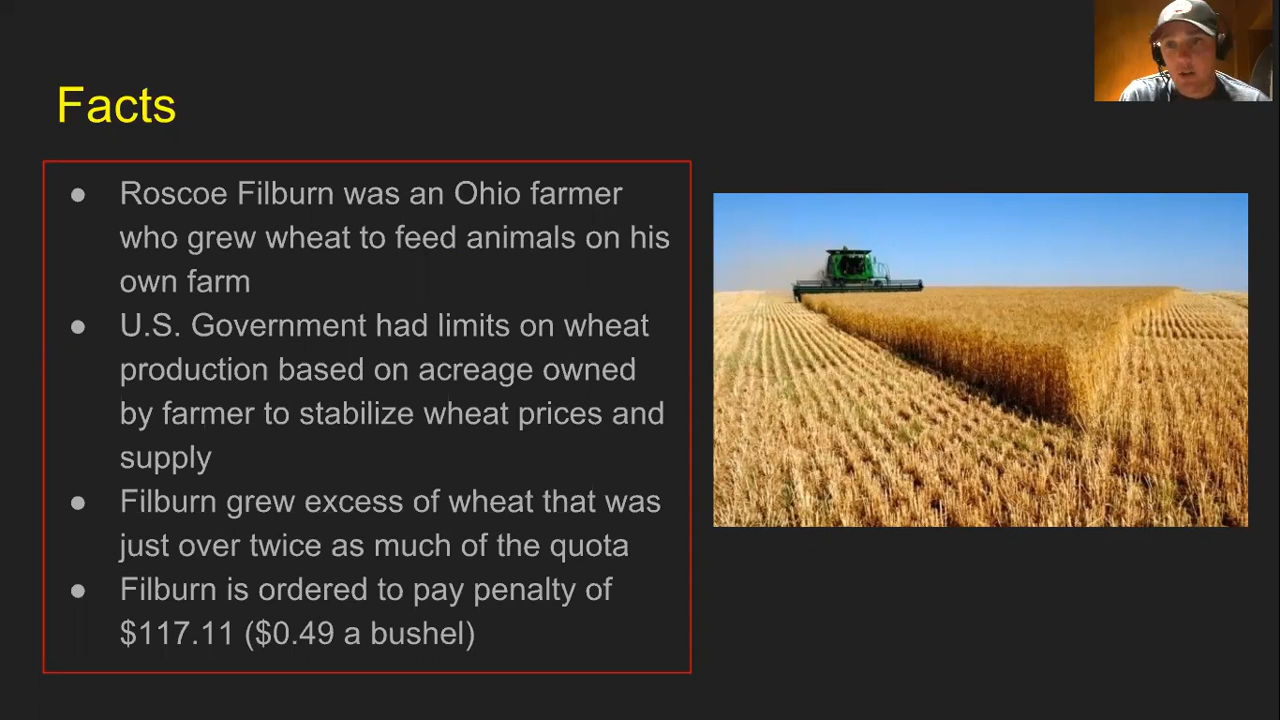 Facts
● Roscoe Filburn was an Ohio farmer
who grew wheat to feed animals on his
own farm
● U.S. Government had limits on wheat
production based on acreage owned
by farmer to stabilize wheat prices and
supply
● Filburn grew excess of wheat that was
just over twice as much of the quota
● Filburn is ordered to pay penalty of
$117.11 ($0.49 a bushel)